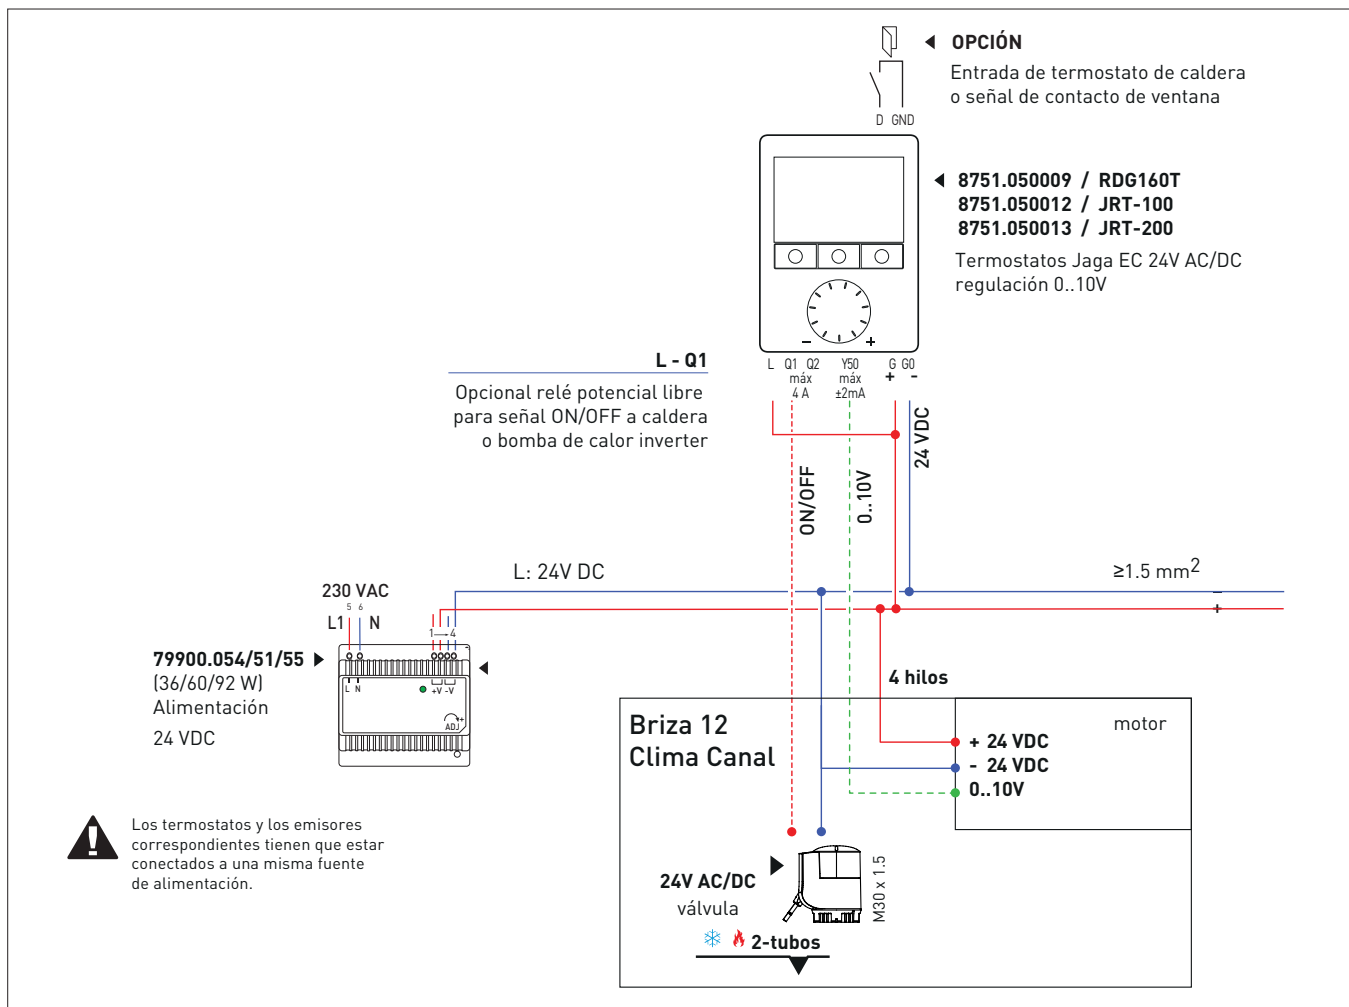 OPCIÓN
Entrada de termostato de caldera
o señal de contacto de ventana
D GND
8751.050009 / RDG160T
8751.050012 / JRT-100
8751.050013 / JRT-200
Termostatos Jaga EC 24V AC/DC
regulación 0..10V
- +
L Q1 Q2 Y50 G G0
máx máx + -
4 A ±2mA
L - Q1
Opcional relé potencial libre
para señal ON/OFF a caldera
o bomba de calor inverter
24 VDC
ON/OFF
0..10V
L: 24V DC
≥1.5 mm2
-
+
230 VAC
5 6
L1 N
1 4
79900.054/51/55
(36/60/92 W)
Alimentación
24 VDC
L N
+V -V
+
ADJ
4 hilos
Briza 12
Clima Canal
motor
+ 24 VDC
- 24 VDC
0..10V
Los termostatos y los emisores
correspondientes tienen que estar
conectados a una misma fuente
de alimentación.
24V AC/DC
válvula
M30 x 1.5
2-tubos